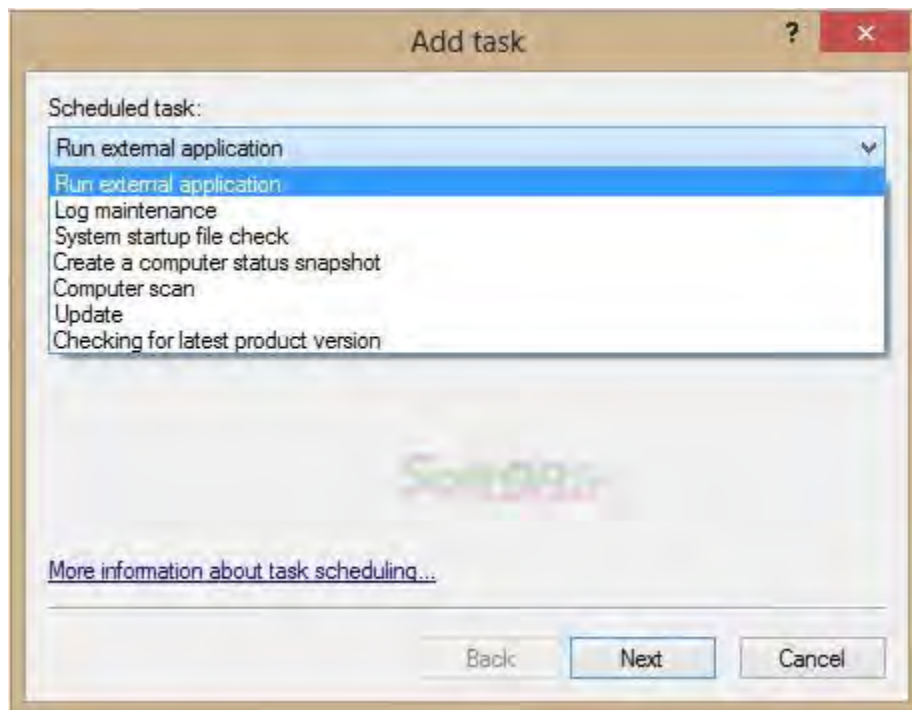 Add task
?
Scheduled task:
Run external application
Run external application
Log maintenance
System startup file check
Create a computer status snapshot
Computer scan
Update
Checking for latest product version
More information about task scheduling...
Back Next Cancel